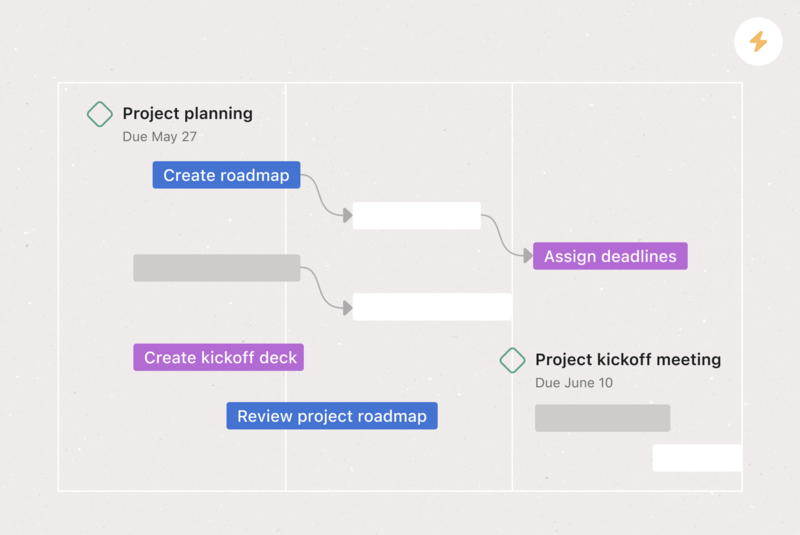 Project planning
Due May 27
Create roadmap
Assign deadlines
Create kickoff deck
Project kickoff meeting
Due June 10
Review project roadmap